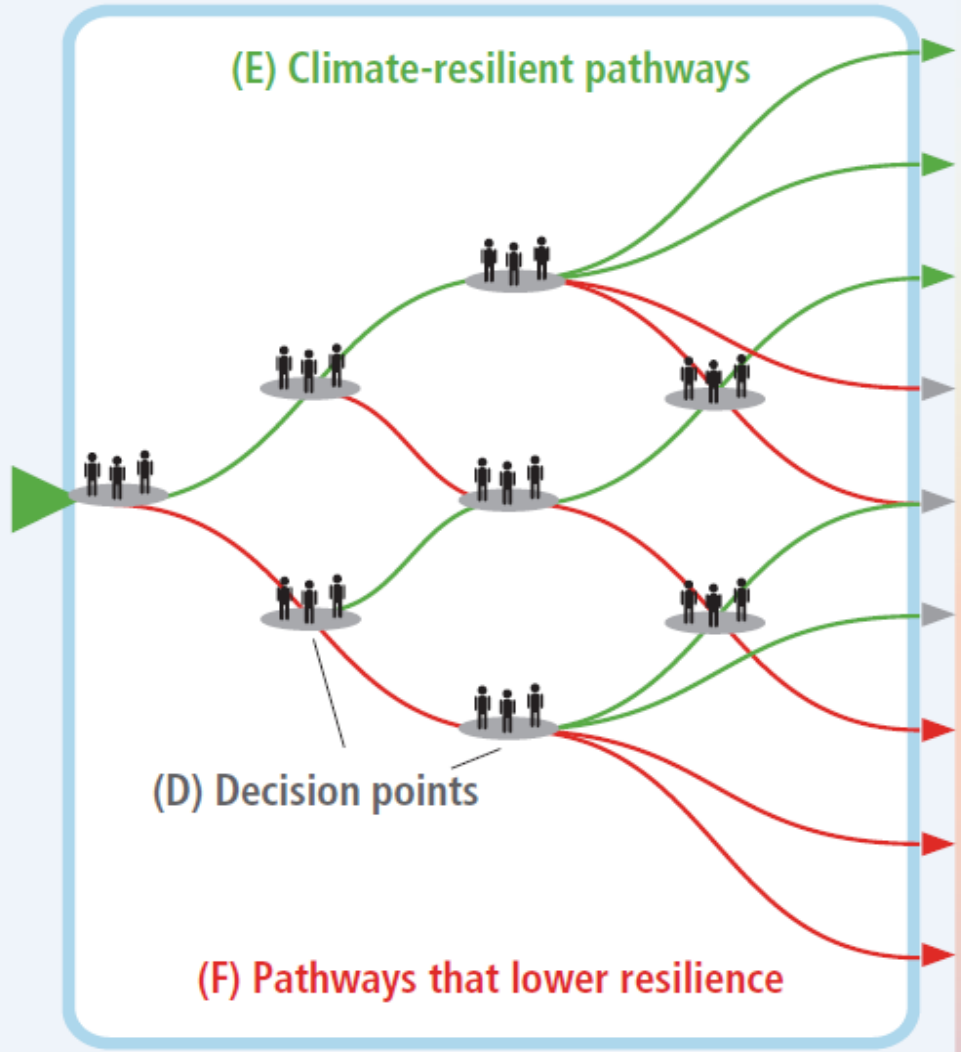 (E) Climate-resilient pathways
(D) Decision points
(F) Pathways that lower resilience